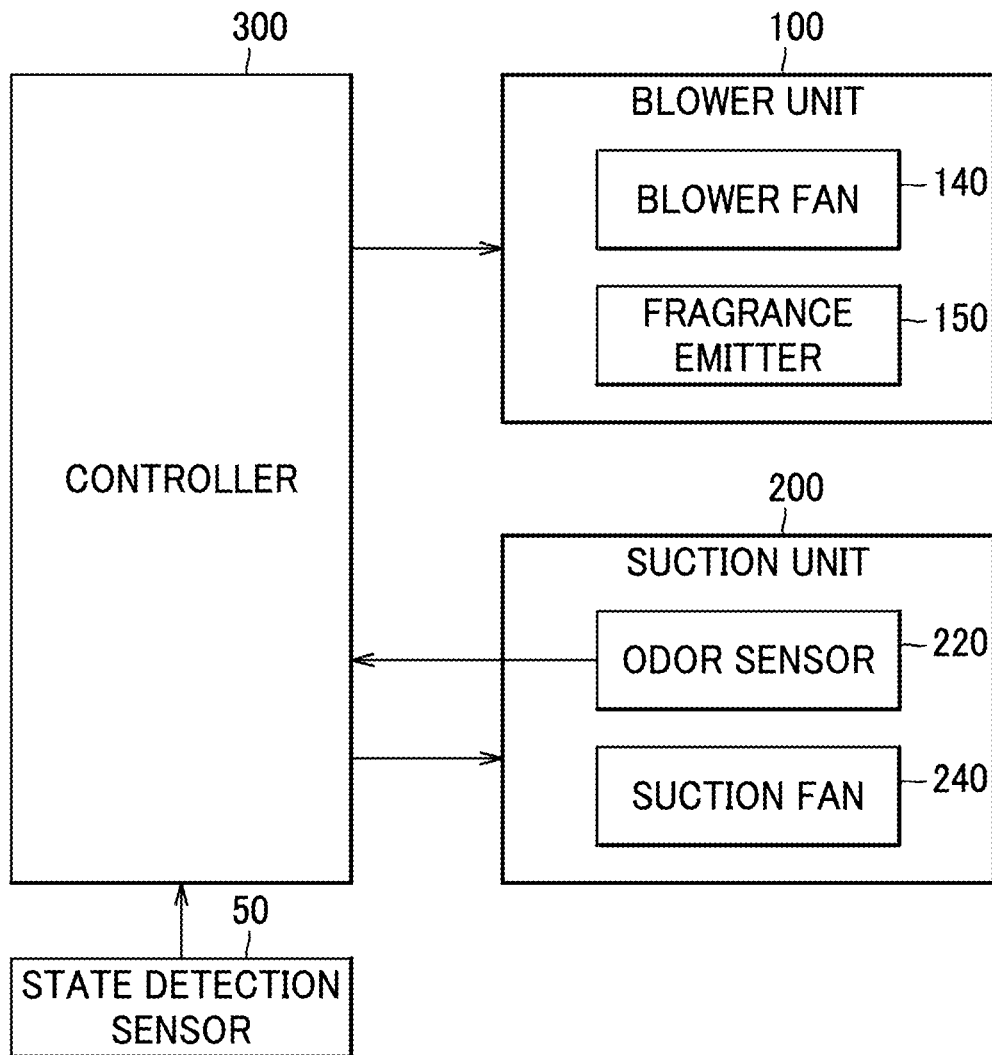 300
100
BLOWER UNIT
BLOWER FAN
140
FRAGRANCE
EMITTER
150
CONTROLLER
200
SUCTION UNIT
ODOR SENSOR
220
SUCTION FAN
240
50
STATE DETECTION
SENSOR